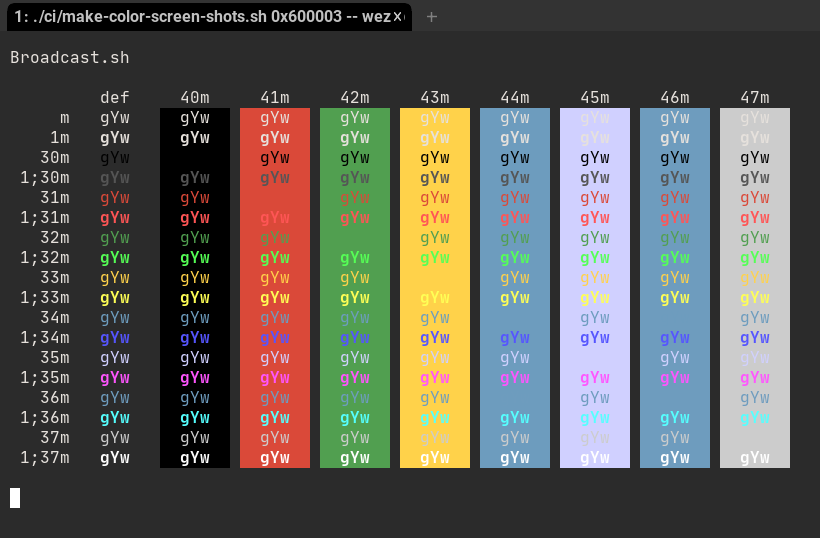 1: ./ci/make-color-screen-shots.sh 0x600003 -- wez× +
Broadcast.sh
def 40m 41m 42m 43m 44m 45m 46m 47m
m gYw gYw gYw gYw gYw gYw gYw gYw gYw
1m gYw gYw gYw gYw gYw gYw gYw gYw gYw
30m gYw gYw gYw gYw gYw gYw gYw gYw
1;30m gYw gYw gYw gYw gYw gYw gYw gYw gYw
31m gYw gYw gYw gYw gYw gYw gYw gYw
1;31m gYw gYw gYw gYw gYw gYw gYw gYw gYw
32m gYw gYw gYw gYw gYw gYw gYw gYw
1;32m gYw gYw gYw gYw gYw gYw gYw gYw gYw
33m gYw gYw gYw gYw gYw gYw gYw gYw
1;33m gYw gYw gYw gYw gYw gYw gYw gYw gYw
34m gYw gYw gYw gYw gYw gYw gYw
1;34m gYw gYw gYw gYw gYw gYw gYw gYw gYw
35m gYw gYw gYw gYw gYw gYw gYw gYw
1;35m gYw gYw gYw gYw gYw gYw gYw gYw gYw
36m gYw gYw gYw gYw gYw gYw gYw
1;36m gYw gYw gYw gYw gYw gYw gYw gYw gYw
37m gYw gYw gYw gYw gYw gYw gYw gYw
1;37m gYw gYw gYw gYw gYw gYw gYw gYw gYw